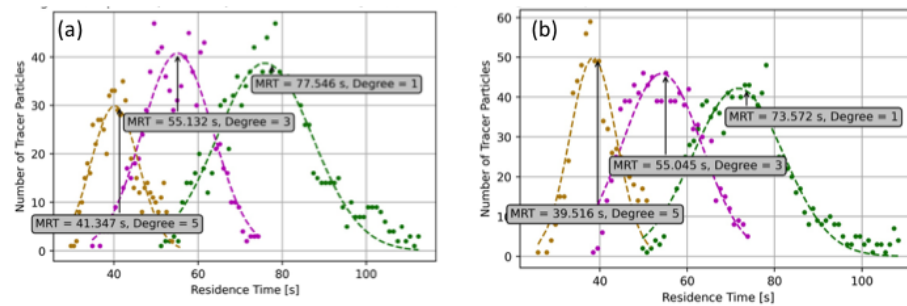 (a)
Number of Tracer Particles
40
30
20
10
0
MRT = 77.546 s, Degree = 1
MRT = 55.132 s, Degree = 3
MRT = 41.347 s, Degree = 5
40
60
80
100
Residence Time [s]
(b)
Number of Tracer Particles
60
50
40
30
20
10
0
MRT = 73.572 s, Degree = 1
MRT = 55.045 s, Degree = 3
MRT = 39.516 s, Degree = 5
40
60
80
100
Residence Time [s]